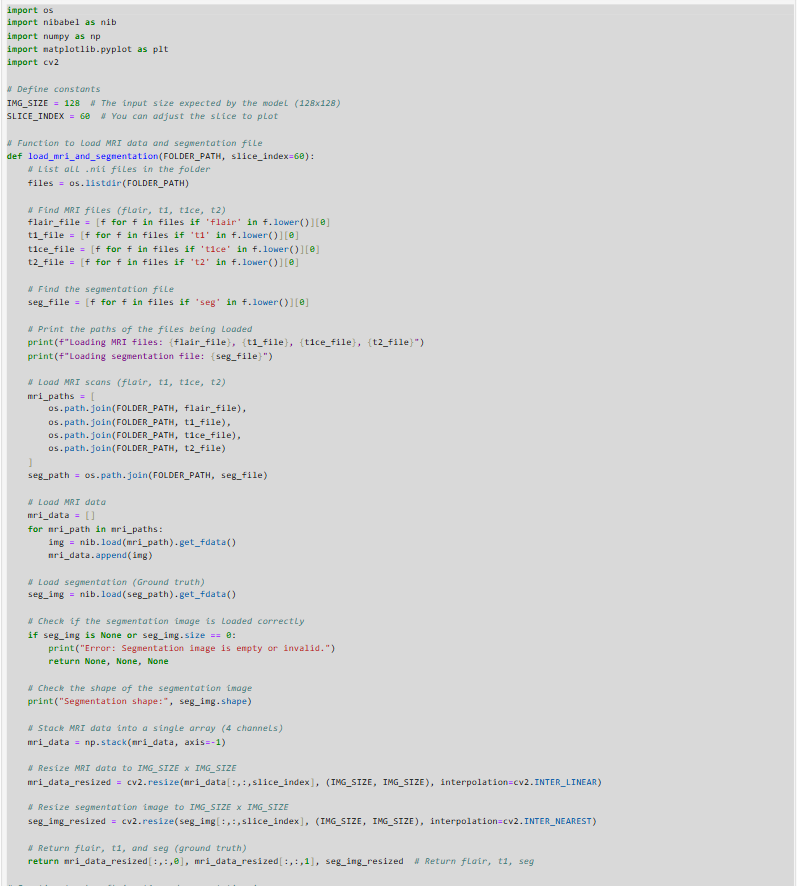 import os
import nibabel as nib
import numpy as np
import matplotlib.pyplot as plt
import cv2

# Define constants
IMG_SIZE = 128  # The input size expected by the model (128x128)
SLICE_INDEX = 60  # You can adjust the slice to plot

# Function to load MRI data and segmentation file
def load_mri_and_segmentation(FOLDER_PATH, slice_index=60):
    # List all .nii files in the folder
    files = os.listdir(FOLDER_PATH)

    # Find MRI files (flair, t1, t1ce, t2)
    flair_file = [f for f in files if 'flair' in f.lower()][0]
    t1_file = [f for f in files if 't1' in f.lower()][0]
    t1ce_file = [f for f in files if 't1ce' in f.lower()][0]
    t2_file = [f for f in files if 't2' in f.lower()][0]

    # Find the segmentation file
    seg_file = [f for f in files if 'seg' in f.lower()][0]

    # Print the paths of the files being loaded
    print(f"Loading MRI files: {flair_file}, {t1_file}, {t1ce_file}, {t2_file}")
    print(f"Loading segmentation file: {seg_file}")

    # Load MRI scans (flair, t1, t1ce, t2)
    mri_paths = [
        os.path.join(FOLDER_PATH, flair_file),
        os.path.join(FOLDER_PATH, t1_file),
        os.path.join(FOLDER_PATH, t1ce_file),
        os.path.join(FOLDER_PATH, t2_file)
    ]
    seg_path = os.path.join(FOLDER_PATH, seg_file)

    # Load MRI data
    mri_data = []
    for mri_path in mri_paths:
        img = nib.load(mri_path).get_fdata()
        mri_data.append(img)

    # Load segmentation (Ground truth)
    seg_img = nib.load(seg_path).get_fdata()

    # Check if the segmentation image is loaded correctly
    if seg_img is None or seg_img.size == 0:
        print("Error: Segmentation image is empty or invalid.")
        return None, None, None

    # Check the shape of the segmentation image
    print("Segmentation shape:", seg_img.shape)

    # Stack MRI data into a single array (4 channels)
    mri_data = np.stack(mri_data, axis=-1)

    # Resize MRI data to IMG_SIZE x IMG_SIZE
    mri_data_resized = cv2.resize(mri_data[:,:,slice_index], (IMG_SIZE, IMG_SIZE), interpolation=cv2.INTER_LINEAR)

    # Resize segmentation image to IMG_SIZE x IMG_SIZE
    seg_img_resized = cv2.resize(seg_img[:,:,slice_index], (IMG_SIZE, IMG_SIZE), interpolation=cv2.INTER_NEAREST)

    # Return flair, t1, and seg (ground truth)
    return mri_data_resized[:,:,0], mri_data_resized[:,:,1], seg_img_resized  # Return flair, t1, seg